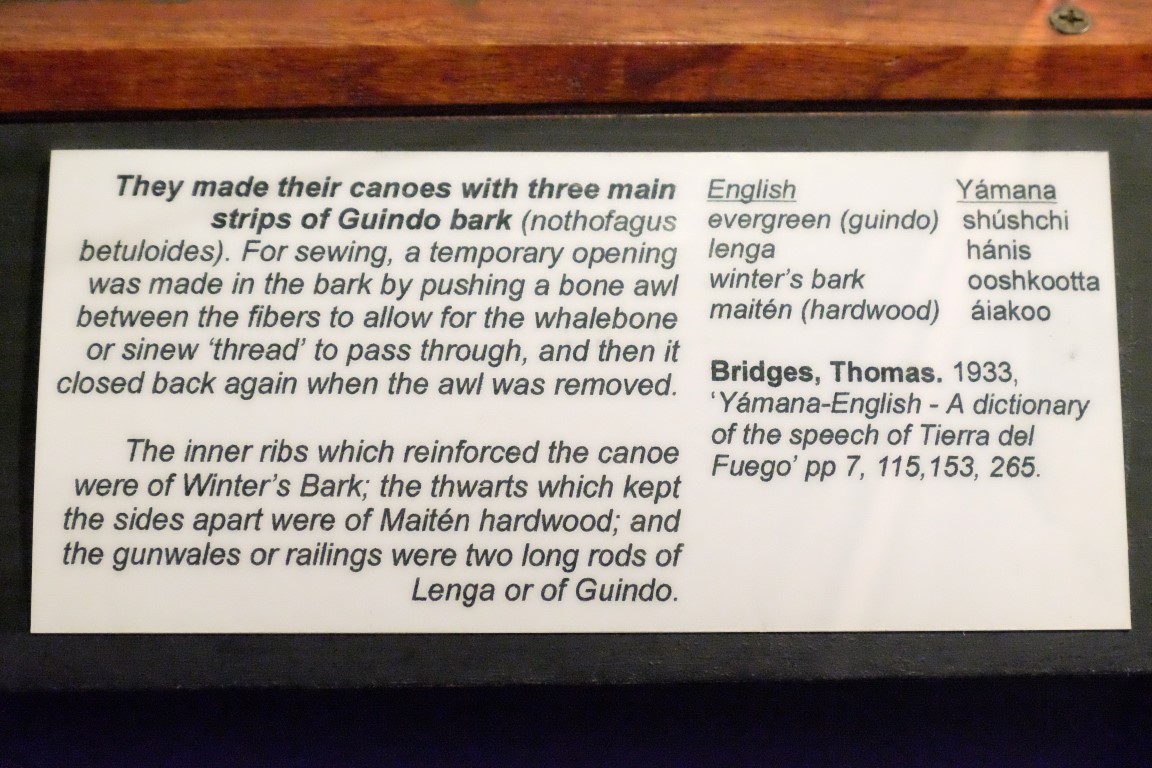 They made their canoes with three main
strips of Guindo bark (nothofagus
betuloides). For sewing, a temporary opening
was made in the bark by pushing a bone awl
between the fibers to allow for the whalebone
or sinew ‘thread’ to pass through, and then it
closed back again when the awl was removed.
The inner ribs which reinforced the canoe
were of Winter’s Bark; the thwarts which kept
the sides apart were of Maitén hardwood; and
the gunwales or railings were two long rods of
Lenga or of Guindo.
English Yámana
evergreen (guindo) shúshchi
lenga hánis
winter’s bark ooshkootta
maitén (hardwood) áiakoo
Bridges, Thomas. 1933,
‘Yámana-English - A dictionary
of the speech of Tierra del
Fuego’ pp 7, 115,153, 265.